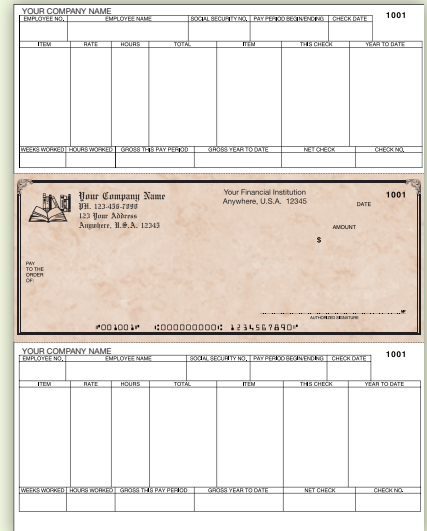 YOUR COMPANY NAME
1001
EMPLOYEE NO. EMPLOYEE NAME SOCIAL SECURITY NO. PAY PERIOD BEGIN/ENDING CHECK DATE
ITEM RATE HOURS TOTAL ITEM THIS CHECK YEAR TO DATE
WEEKS WORKED HOURS WORKED GROSS THIS PAY PERIOD GROSS YEAR TO DATE NET CHECK CHECK NO.
Your Company Name
PH. 123-456-7890
123 Your Address
Anywhere, U.S.A. 12345
Your Financial Institution
Anywhere, U.S.A. 12345
1001
DATE
AMOUNT
$
PAY
TO THE
ORDER
OF:
MP
AUTHORIZED SIGNATURE
⑈001001⑈ ⑆000000000⑆ 1234567890⑈
YOUR COMPANY NAME
1001
EMPLOYEE NO. EMPLOYEE NAME SOCIAL SECURITY NO. PAY PERIOD BEGIN/ENDING CHECK DATE
ITEM RATE HOURS TOTAL ITEM THIS CHECK YEAR TO DATE
WEEKS WORKED HOURS WORKED GROSS THIS PAY PERIOD GROSS YEAR TO DATE NET CHECK CHECK NO.